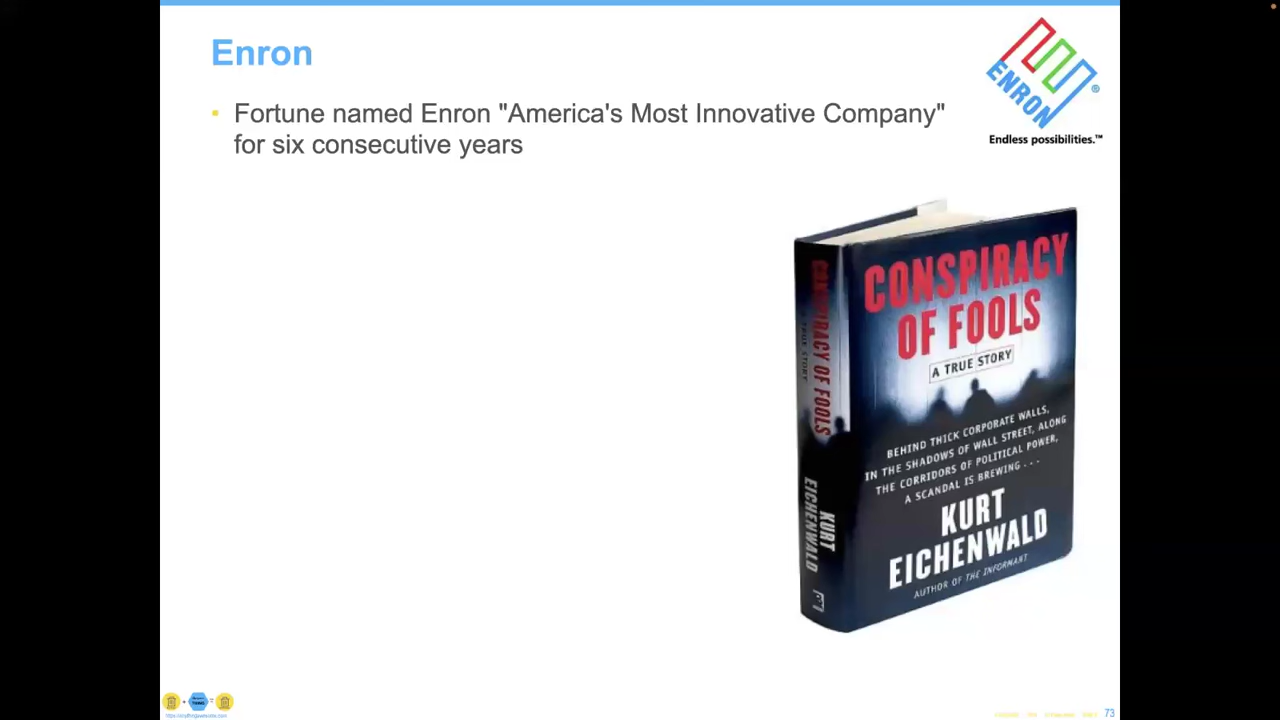 Enron
Fortune named Enron "America's Most Innovative Company"
for six consecutive years
ENRON
®
Endless possibilities.™
CONSPIRACY
OF FOOLS
A TRUE STORY
BEHIND THICK CORPORATE WALLS,
IN THE SHADOWS OF WALL STREET, ALONG
THE CORRIDORS OF POLITICAL POWER,
A SCANDAL IS BREWING . . .
KURT
EICHENWALD
AUTHOR OF THE INFORMANT
CONSPIRACY OF FOOLS
A TRUE STORY
KURT
EICHENWALD
73